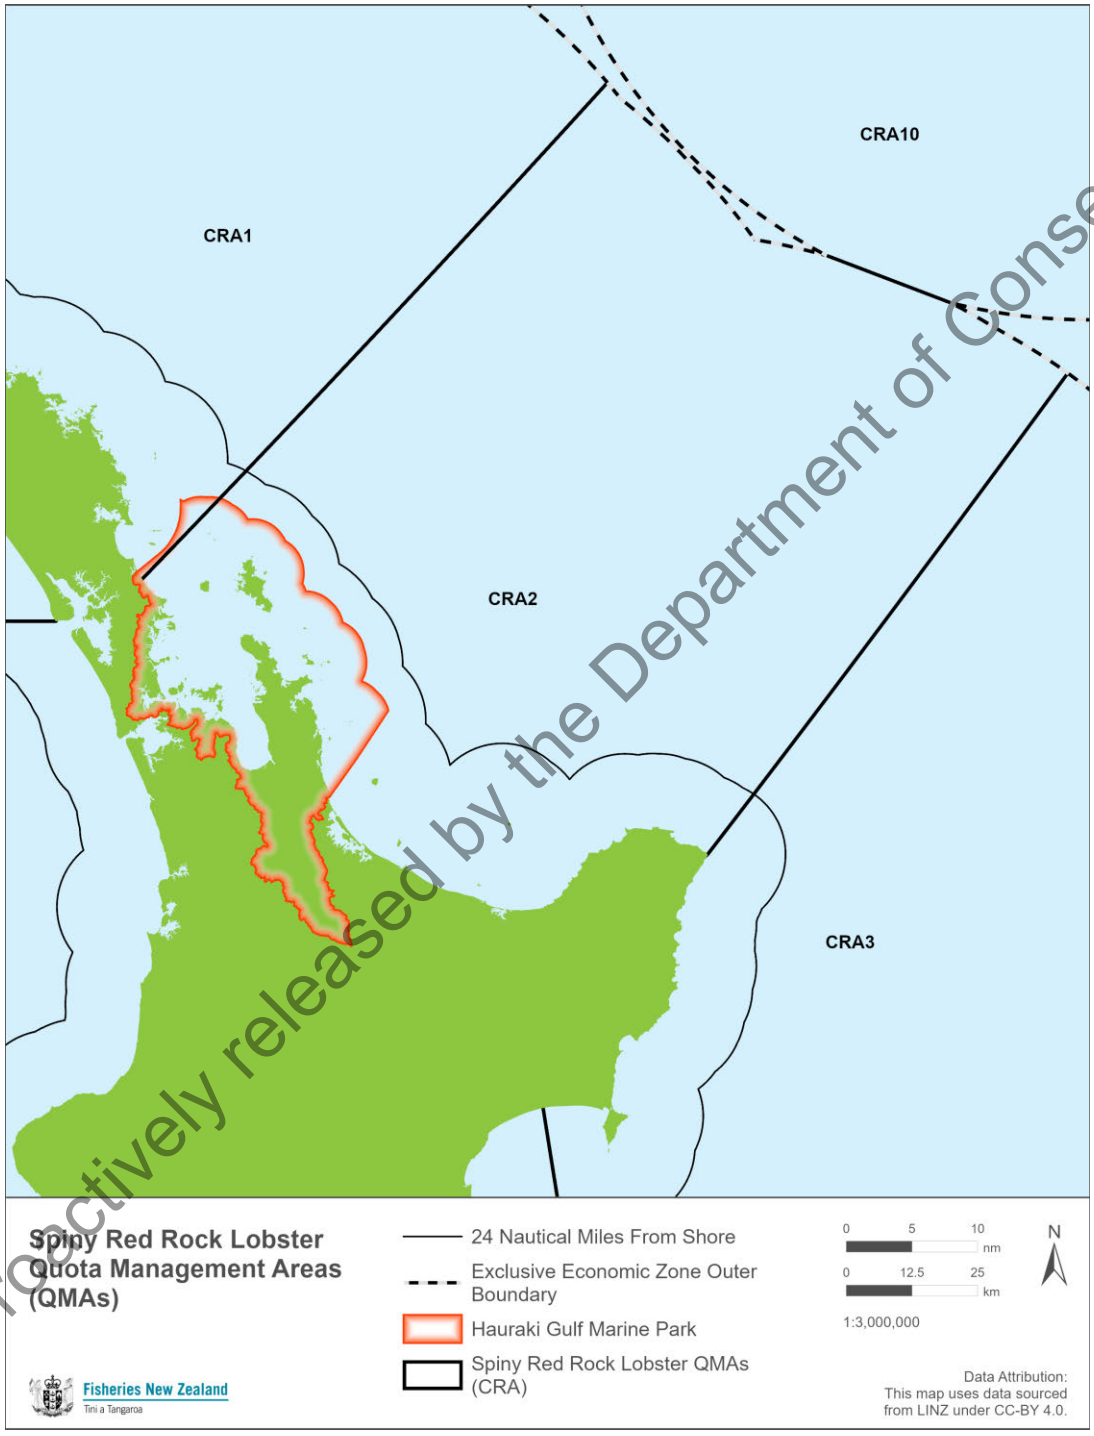 CRA10
CRA1
CRA2
CRA3
roactively released by the Department of Conse
Spiny Red Rock Lobster
Quota Management Areas
(QMAs)
24 Nautical Miles From Shore
Exclusive Economic Zone Outer
Boundary
Hauraki Gulf Marine Park
Spiny Red Rock Lobster QMAs
(CRA)
0 5 10
nm
0 12.5 25
km
1:3,000,000
N
Fisheries New Zealand
Tini a Tangaroa
Data Attribution:
This map uses data sourced
from LINZ under CC-BY 4.0.